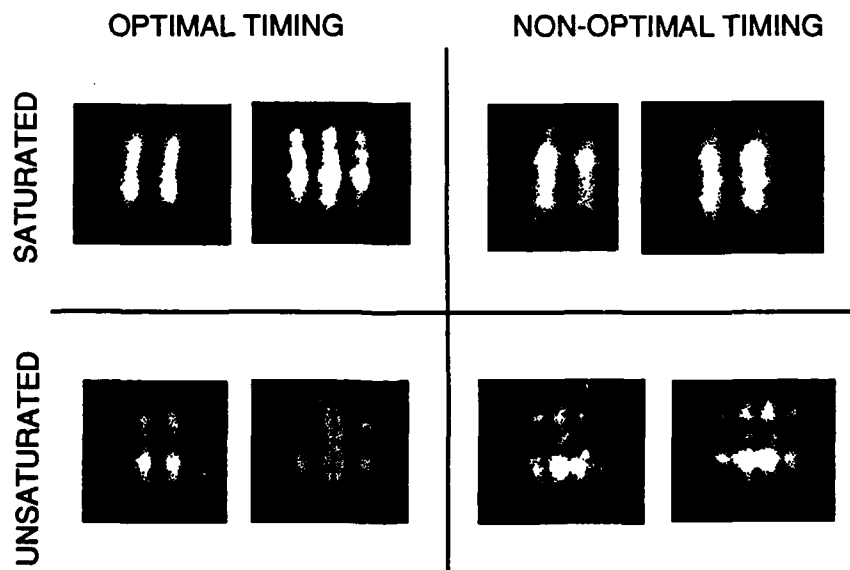 OPTIMAL TIMING
NON-OPTIMAL TIMING
SATURATED
UNSATURATED